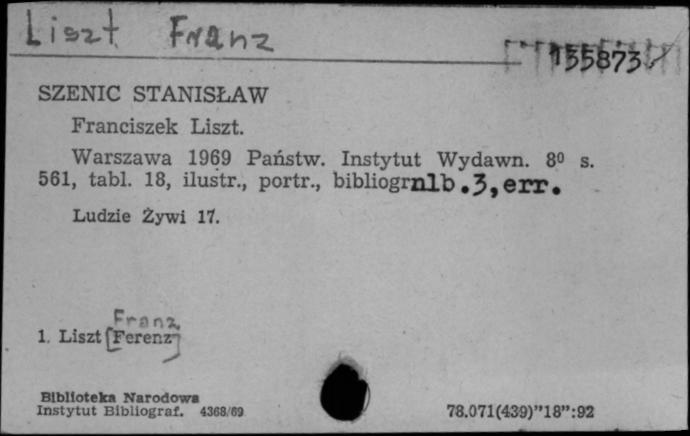 Liszt Franz
155873
SZENIC STANISŁAW
Franciszek Liszt.
Warszawa 1969 Państw. Instytut Wydawn. 8º s.
561, tabl. 18, ilustr., portr., bibliogr nlb.3, err.
Ludzie Żywi 17.
Franz
1. Liszt [Ferenz]
Biblioteka Narodowa
Instytut Bibliograf. 4368/69
78.071(439)"18":92